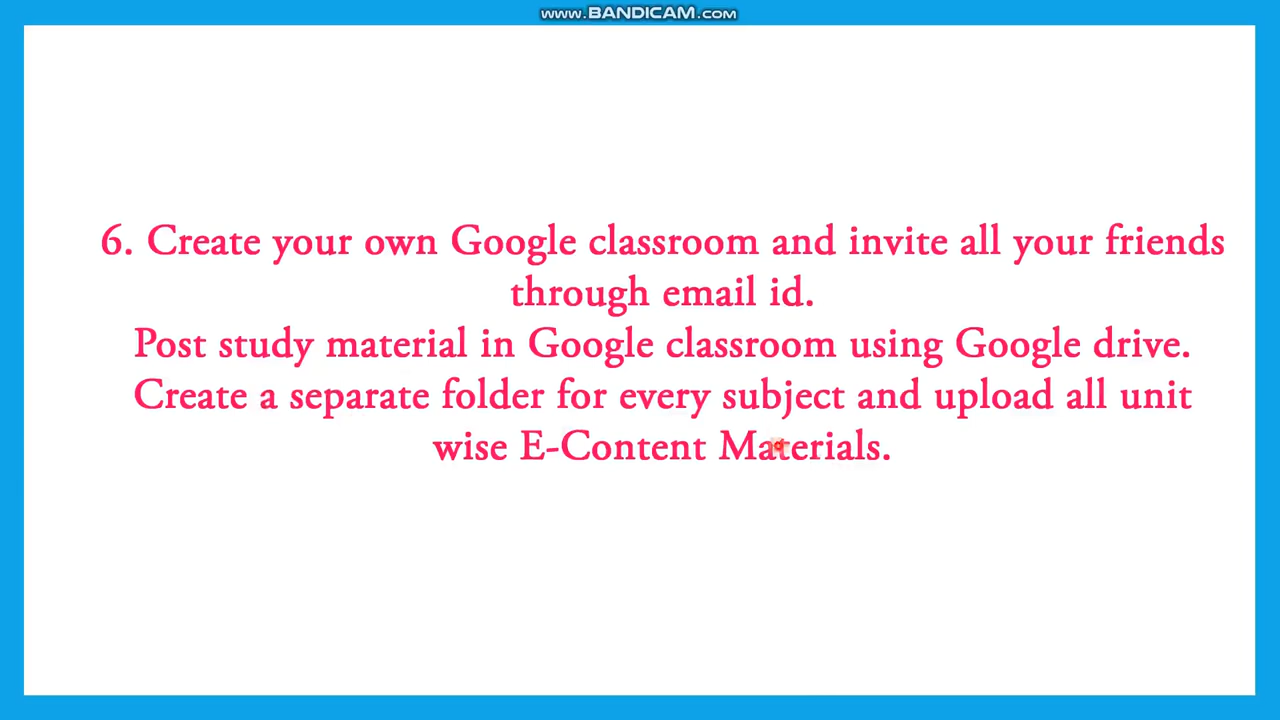 www.BANDICAM.com
6. Create your own Google classroom and invite all your friends
through email id.
Post study material in Google classroom using Google drive.
Create a separate folder for every subject and upload all unit
wise E-Content Materials.